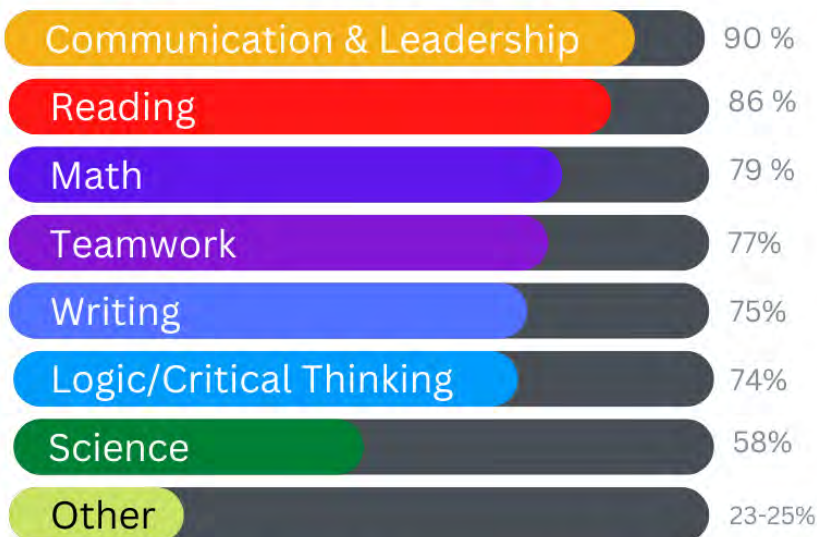 Communication & Leadership 90 %
Reading 86 %
Math 79 %
Teamwork 77%
Writing 75%
Logic/Critical Thinking 74%
Science 58%
Other 23-25%